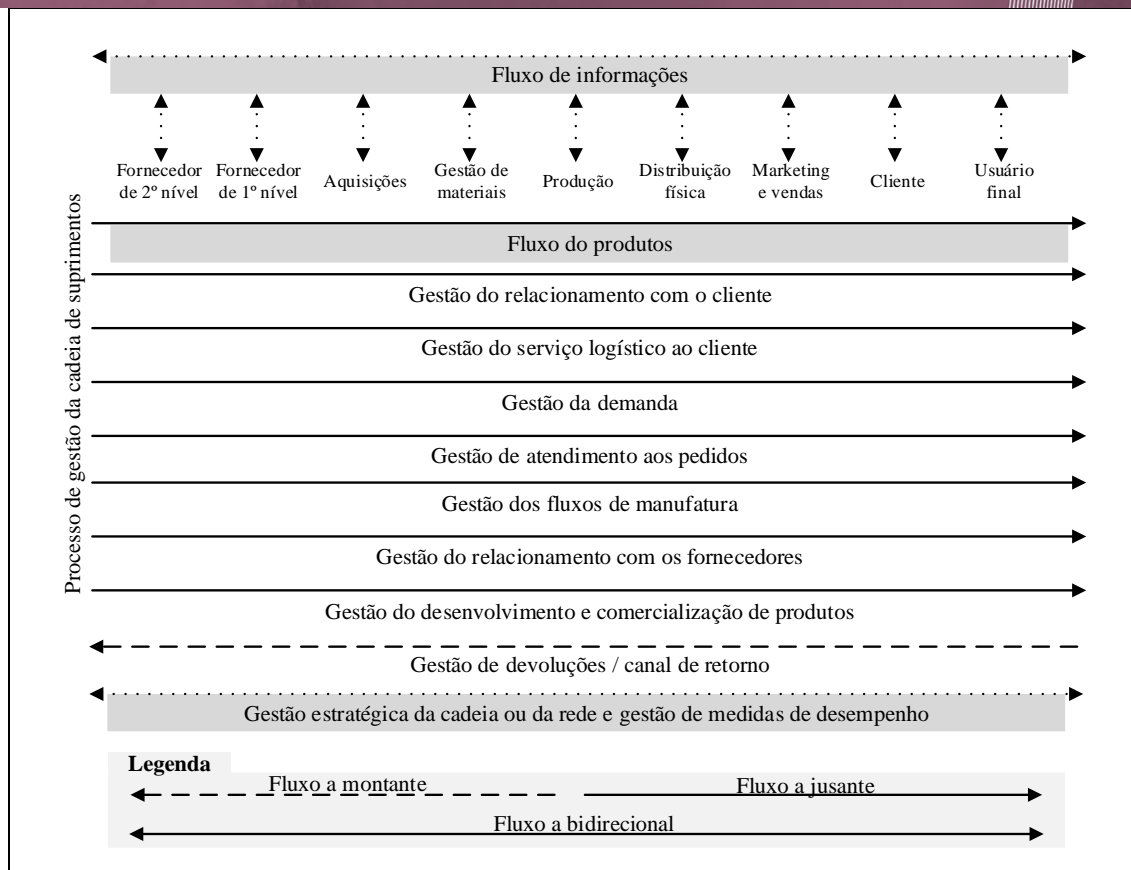 Fluxo de informações
Fornecedor
de 2º nível
Fornecedor
de 1º nível
Aquisições
Gestão de
materiais
Produção
Distribuição
física
Marketing
e vendas
Cliente
Usuário
final
Processo de gestão da cadeia de suprimentos
Fluxo do produtos
Gestão do relacionamento com o cliente
Gestão do serviço logístico ao cliente
Gestão da demanda
Gestão de atendimento aos pedidos
Gestão dos fluxos de manufatura
Gestão do relacionamento com os fornecedores
Gestão do desenvolvimento e comercialização de produtos
Gestão de devoluções / canal de retorno
Gestão estratégica da cadeia ou da rede e gestão de medidas de desempenho
Legenda
Fluxo a montante
Fluxo a jusante
Fluxo a bidirecional